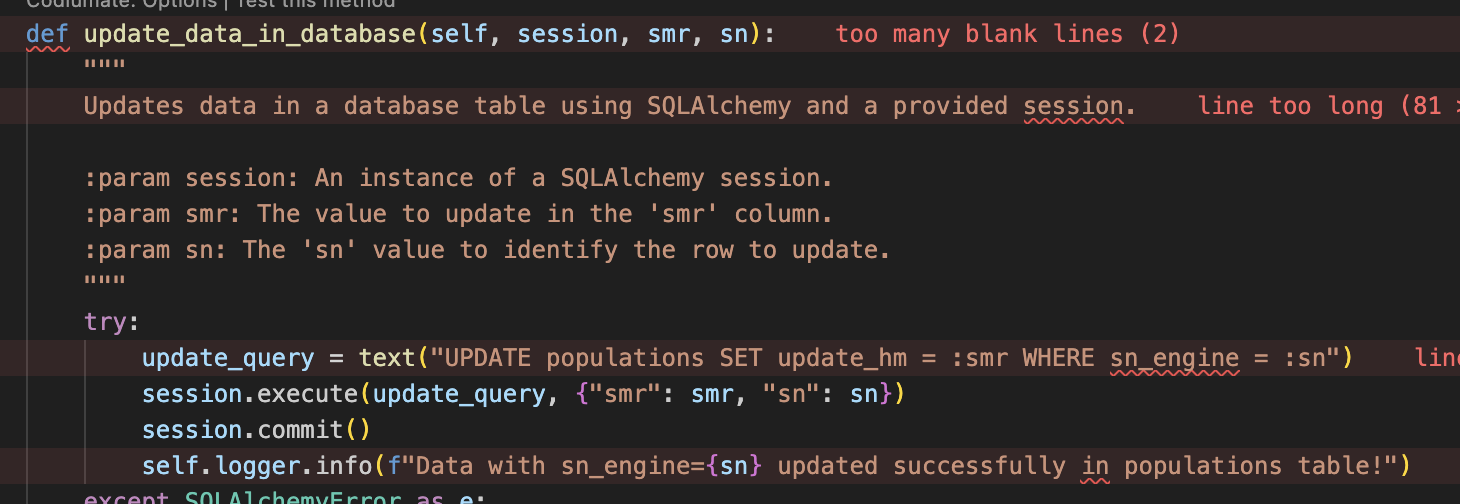 Codiumate: Options | Test this method
def update_data_in_database(self, session, smr, sn): too many blank lines (2)
"""
Updates data in a database table using SQLAlchemy and a provided session. line too long (81 >
:param session: An instance of a SQLAlchemy session.
:param smr: The value to update in the 'smr' column.
:param sn: The 'sn' value to identify the row to update.
"""
try:
update_query = text("UPDATE populations SET update_hm = :smr WHERE sn_engine = :sn") line
session.execute(update_query, {"smr": smr, "sn": sn})
session.commit()
self.logger.info(f"Data with sn_engine={sn} updated successfully in populations table!")
except SQLAlchemyError as e: